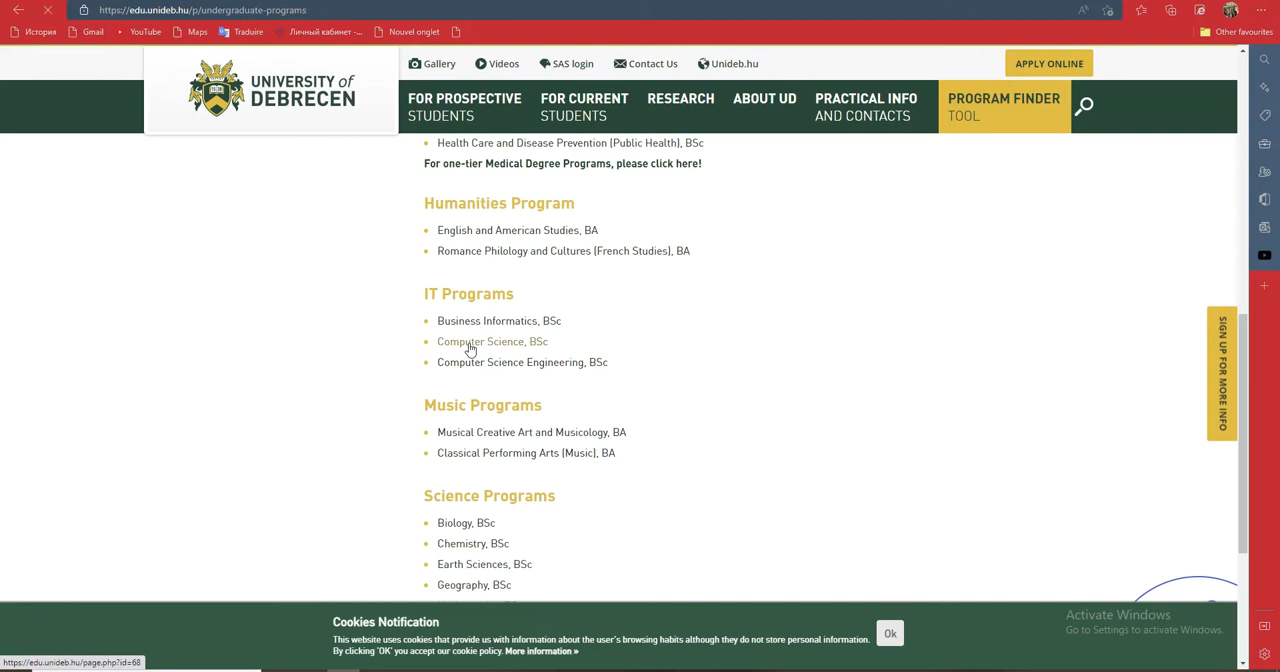 https://edu.unideb.hu/p/undergraduate-programs
История
Gmail
YouTube
Maps
Traduire
Личный кабинет -...
Nouvel onglet
Other favourites
UNIVERSITY of
DEBRECEN
Gallery
Videos
SAS login
Contact Us
Unideb.hu
APPLY ONLINE
FOR PROSPECTIVE
STUDENTS
FOR CURRENT
STUDENTS
RESEARCH
ABOUT UD
PRACTICAL INFO
AND CONTACTS
PROGRAM FINDER
TOOL
Health Care and Disease Prevention (Public Health), BSc
For one-tier Medical Degree Programs, please click here!
Humanities Program
English and American Studies, BA
Romance Philology and Cultures (French Studies), BA
IT Programs
Business Informatics, BSc
Computer Science, BSc
Computer Science Engineering, BSc
Music Programs
Musical Creative Art and Musicology, BA
Classical Performing Arts (Music), BA
Science Programs
Biology, BSc
Chemistry, BSc
Earth Sciences, BSc
Geography, BSc
SIGN UP FOR MORE INFO
Cookies Notification
This website uses cookies that provide us with information about the user's browsing habits although they do not store personal information.
By clicking 'OK' you accept our cookie policy. More information »
Ok
Activate Windows
Go to Settings to activate Windows.
https://edu.unideb.hu/page.php?id=68